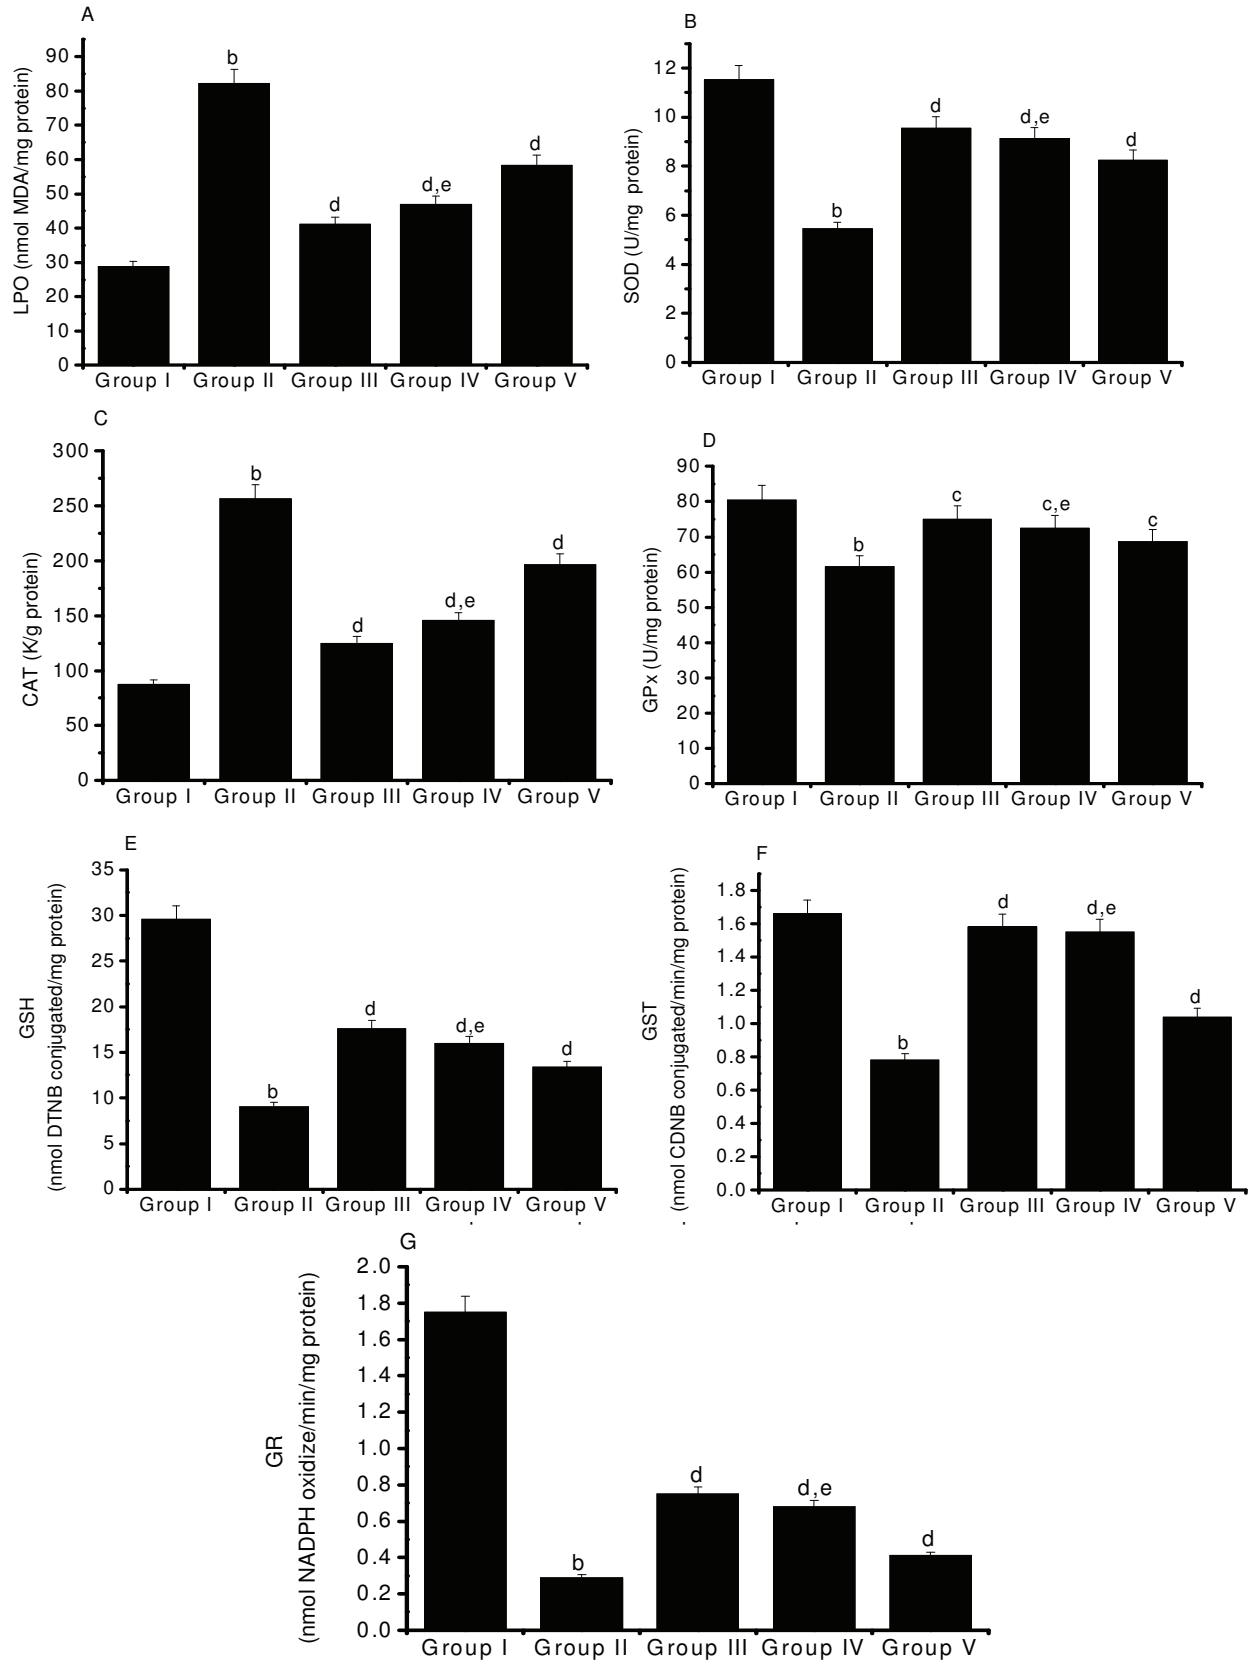 A
LPO (nmol MDA/mg protein)
90
80
70
60
50
40
30
20
10
0
b
d
d,e
d
Group I Group II Group III Group IV Group V
B
SOD (U/mg protein)
12
10
8
6
4
2
0
b
d
d,e
d
Group I Group II Group III Group IV Group V
C
CAT (K/g protein)
300
250
200
150
100
50
0
b
d
d,e
d
Group I Group II Group III Group IV Group V
D
GPx (U/mg protein)
90
80
70
60
50
40
30
20
10
0
b
c
c,e
c
Group I Group II Group III Group IV Group V
E
GSH
(nmol DTNB conjugated/mg protein)
35
30
25
20
15
10
5
0
b
d
d,e
d
Group I Group II Group III Group IV Group V
F
GST
(nmol CDNB conjugated/min/mg protein)
1.8
1.6
1.4
1.2
1.0
0.8
0.6
0.4
0.2
0.0
b
d
d,e
d
Group I Group II Group III Group IV Group V
G
GR
(nmol NADPH oxidize/min/mg protein)
2.0
1.8
1.6
1.4
1.2
1.0
0.8
0.6
0.4
0.2
0.0
b
d
d,e
d
Group I Group II Group III Group IV Group V